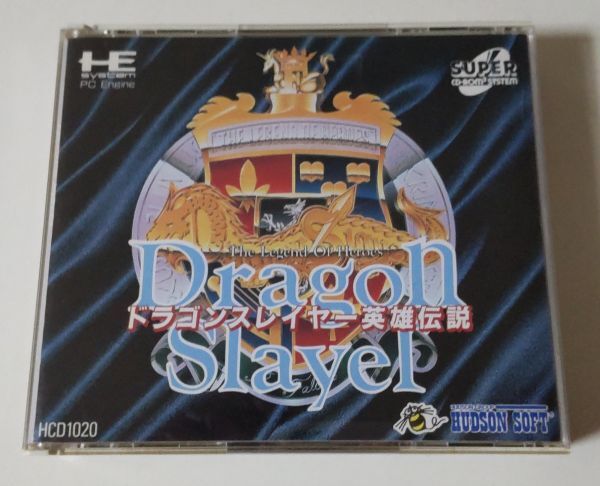 HE
system
PC Engine
SUPER
CD-ROM² SYSTEM
THE LEGEND OF HEROES
The Legend Of Heroes
Dragon
ドラゴンスレイヤー英雄伝説
Slayer
HCD1020
HUDSON SOFT